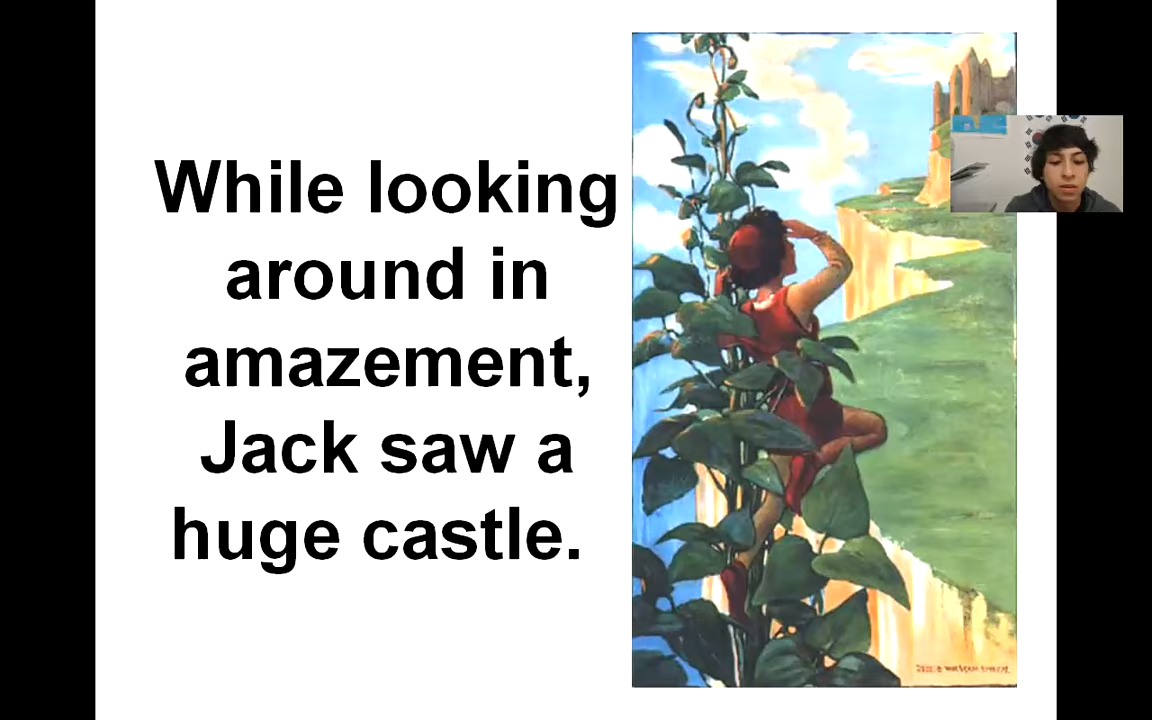 While looking
around in
amazement,
Jack saw a
huge castle.